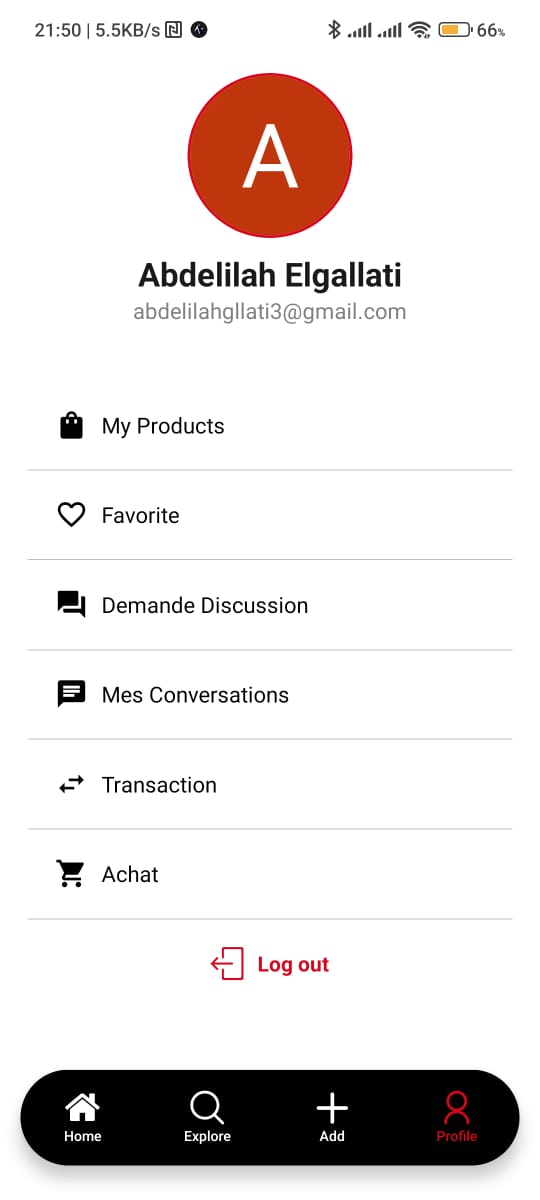 21:50 | 5.5KB/s 66%
A
Abdelilah Elgallati
abdelilahgllati3@gmail.com
My Products
Favorite
Demande Discussion
Mes Conversations
Transaction
Achat
Log out
Home Explore Add Profile